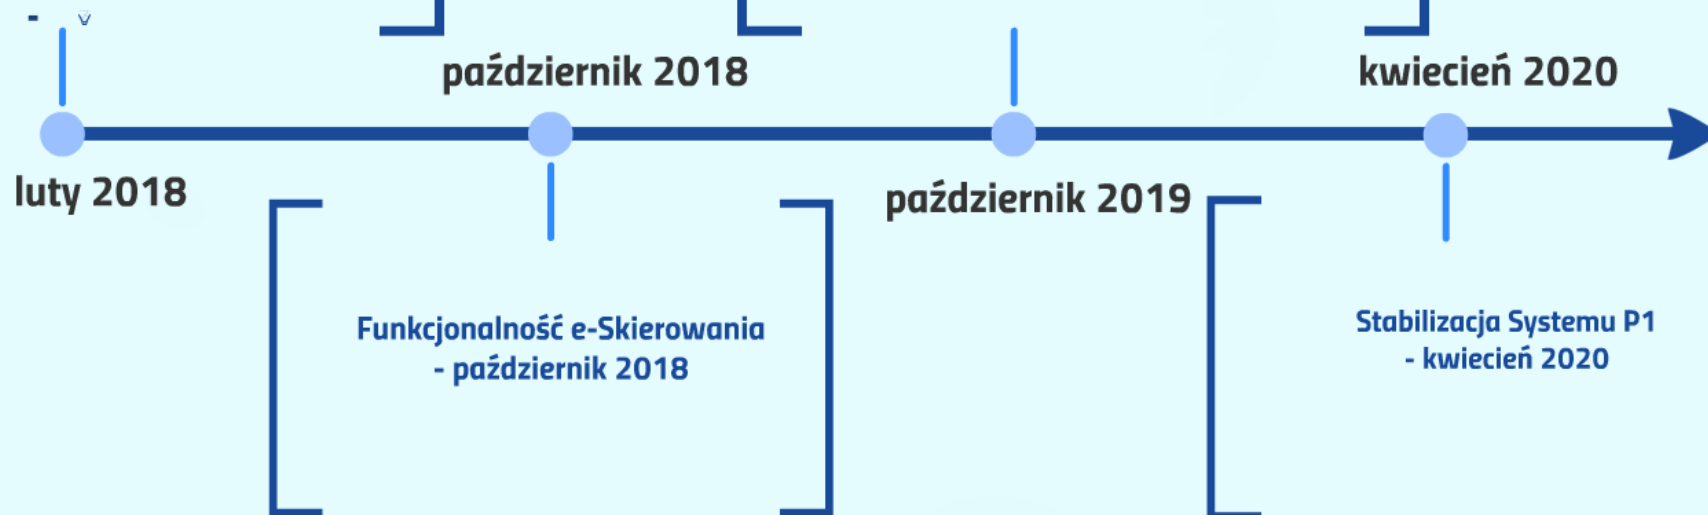 październik 2018
kwiecień 2020
luty 2018
październik 2019
Funkcjonalność e-Skierowania
- październik 2018
Stabilizacja Systemu P1
- kwiecień 2020